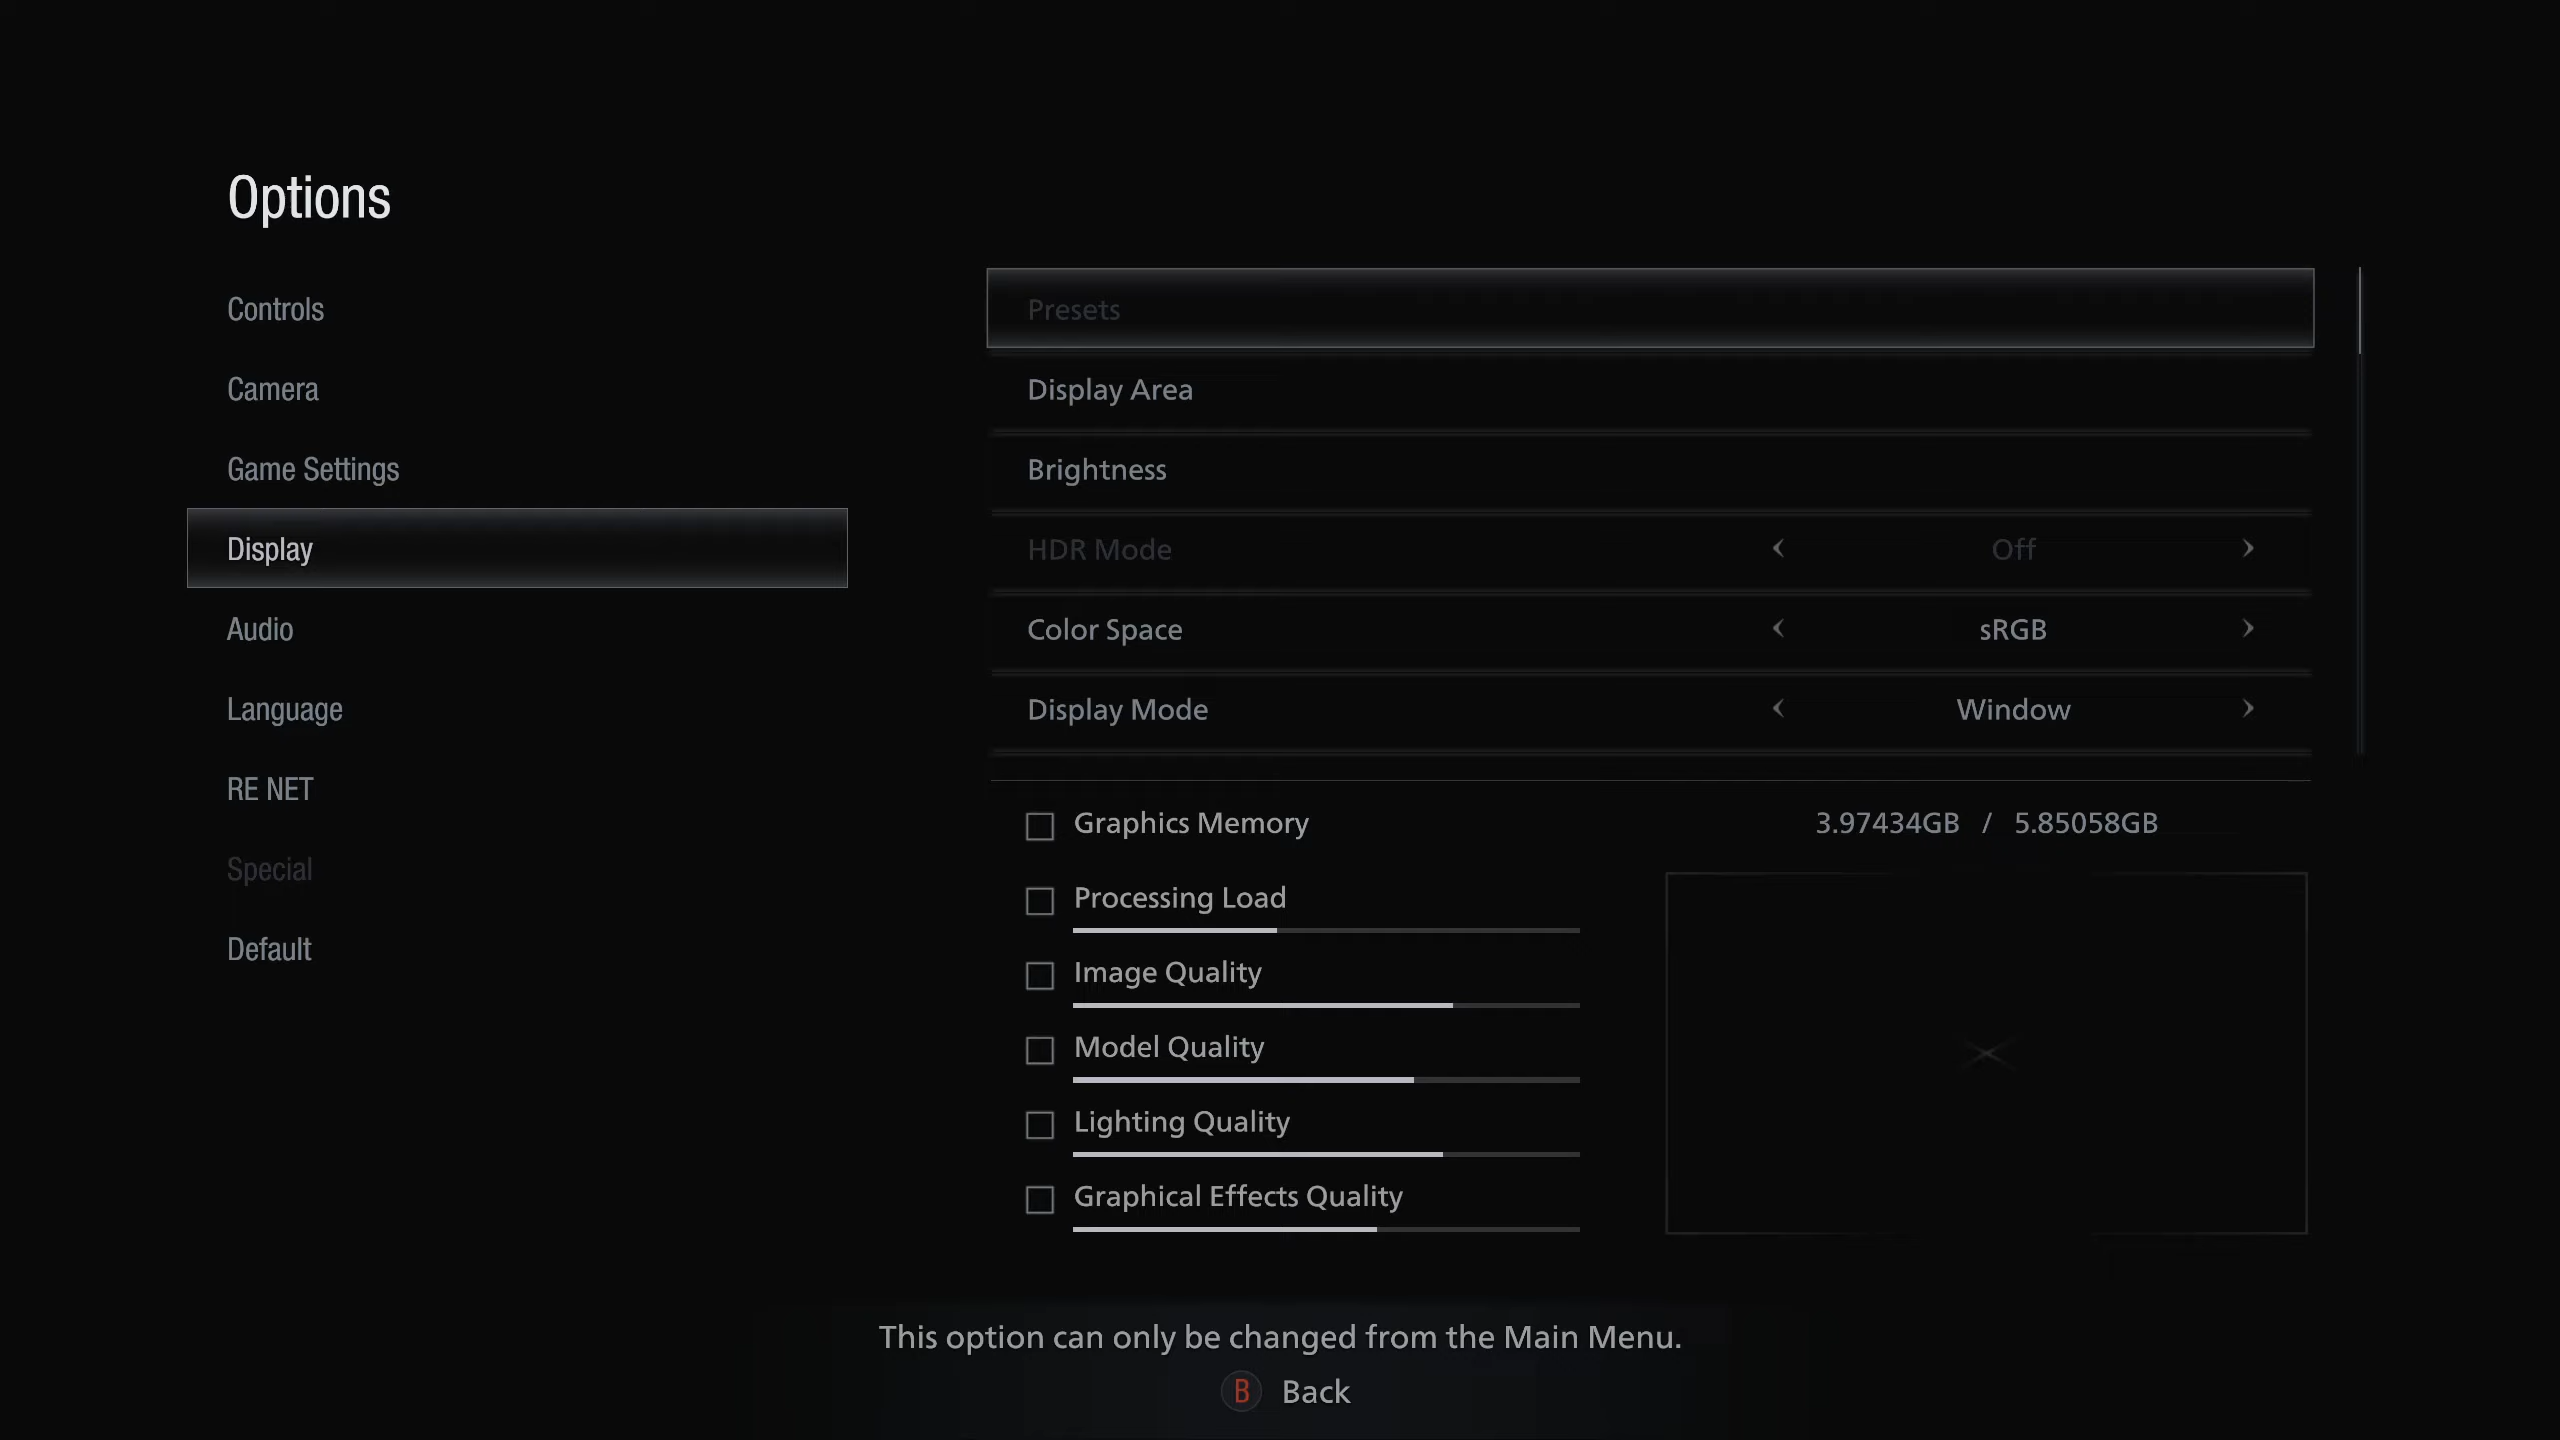 Options
Controls
Camera
Game Settings
Display
Audio
Language
RE NET
Special
Default
Presets
Display Area
Brightness
HDR Mode Off
Color Space sRGB
Display Mode Window
Graphics Memory 3.97434GB / 5.85058GB
Processing Load
Image Quality
Model Quality
Lighting Quality
Graphical Effects Quality
This option can only be changed from the Main Menu.
B Back